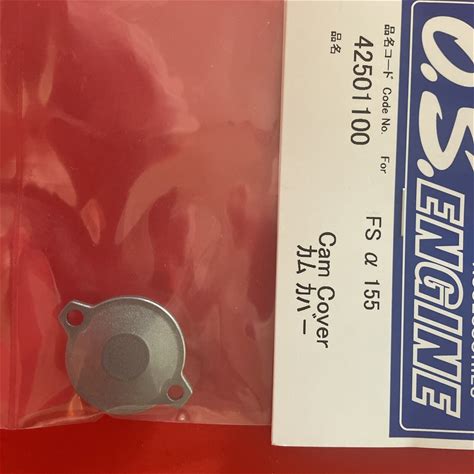 O.S.ENGINE
品名コード Code No. For
42501100 FS α 155
品名 Cam Cover
カム カバー